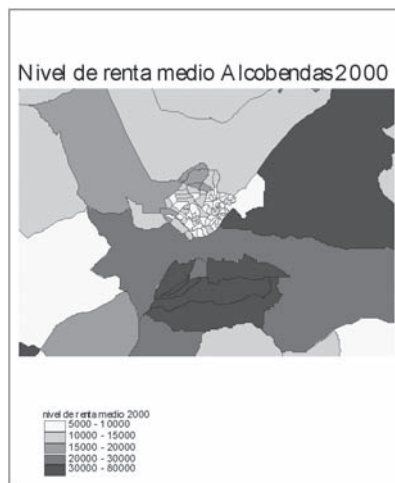 Nivel de renta medio Alcobendas2000
nivel de renta medio 2000
5000 - 10000
10000 - 15000
15000 - 20000
20000 - 30000
30000 - 80000